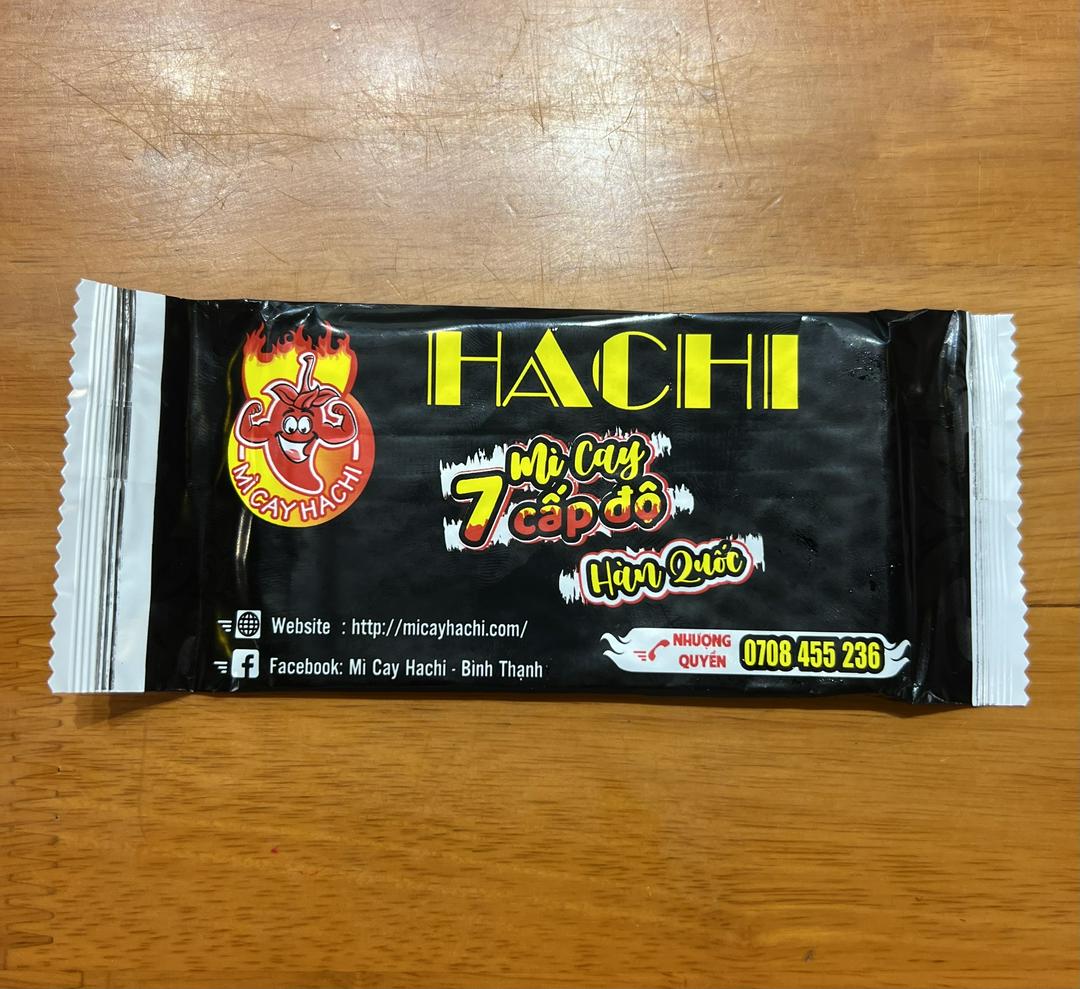 HACHI
MÌ CAY HACHI
Mì Cay
7 cấp độ
Hàn Quốc
Website : http://micayhachi.com/
Facebook: Mì Cay Hachi - Bình Thạnh
NHƯỢNG
QUYỀN
0708 455 236